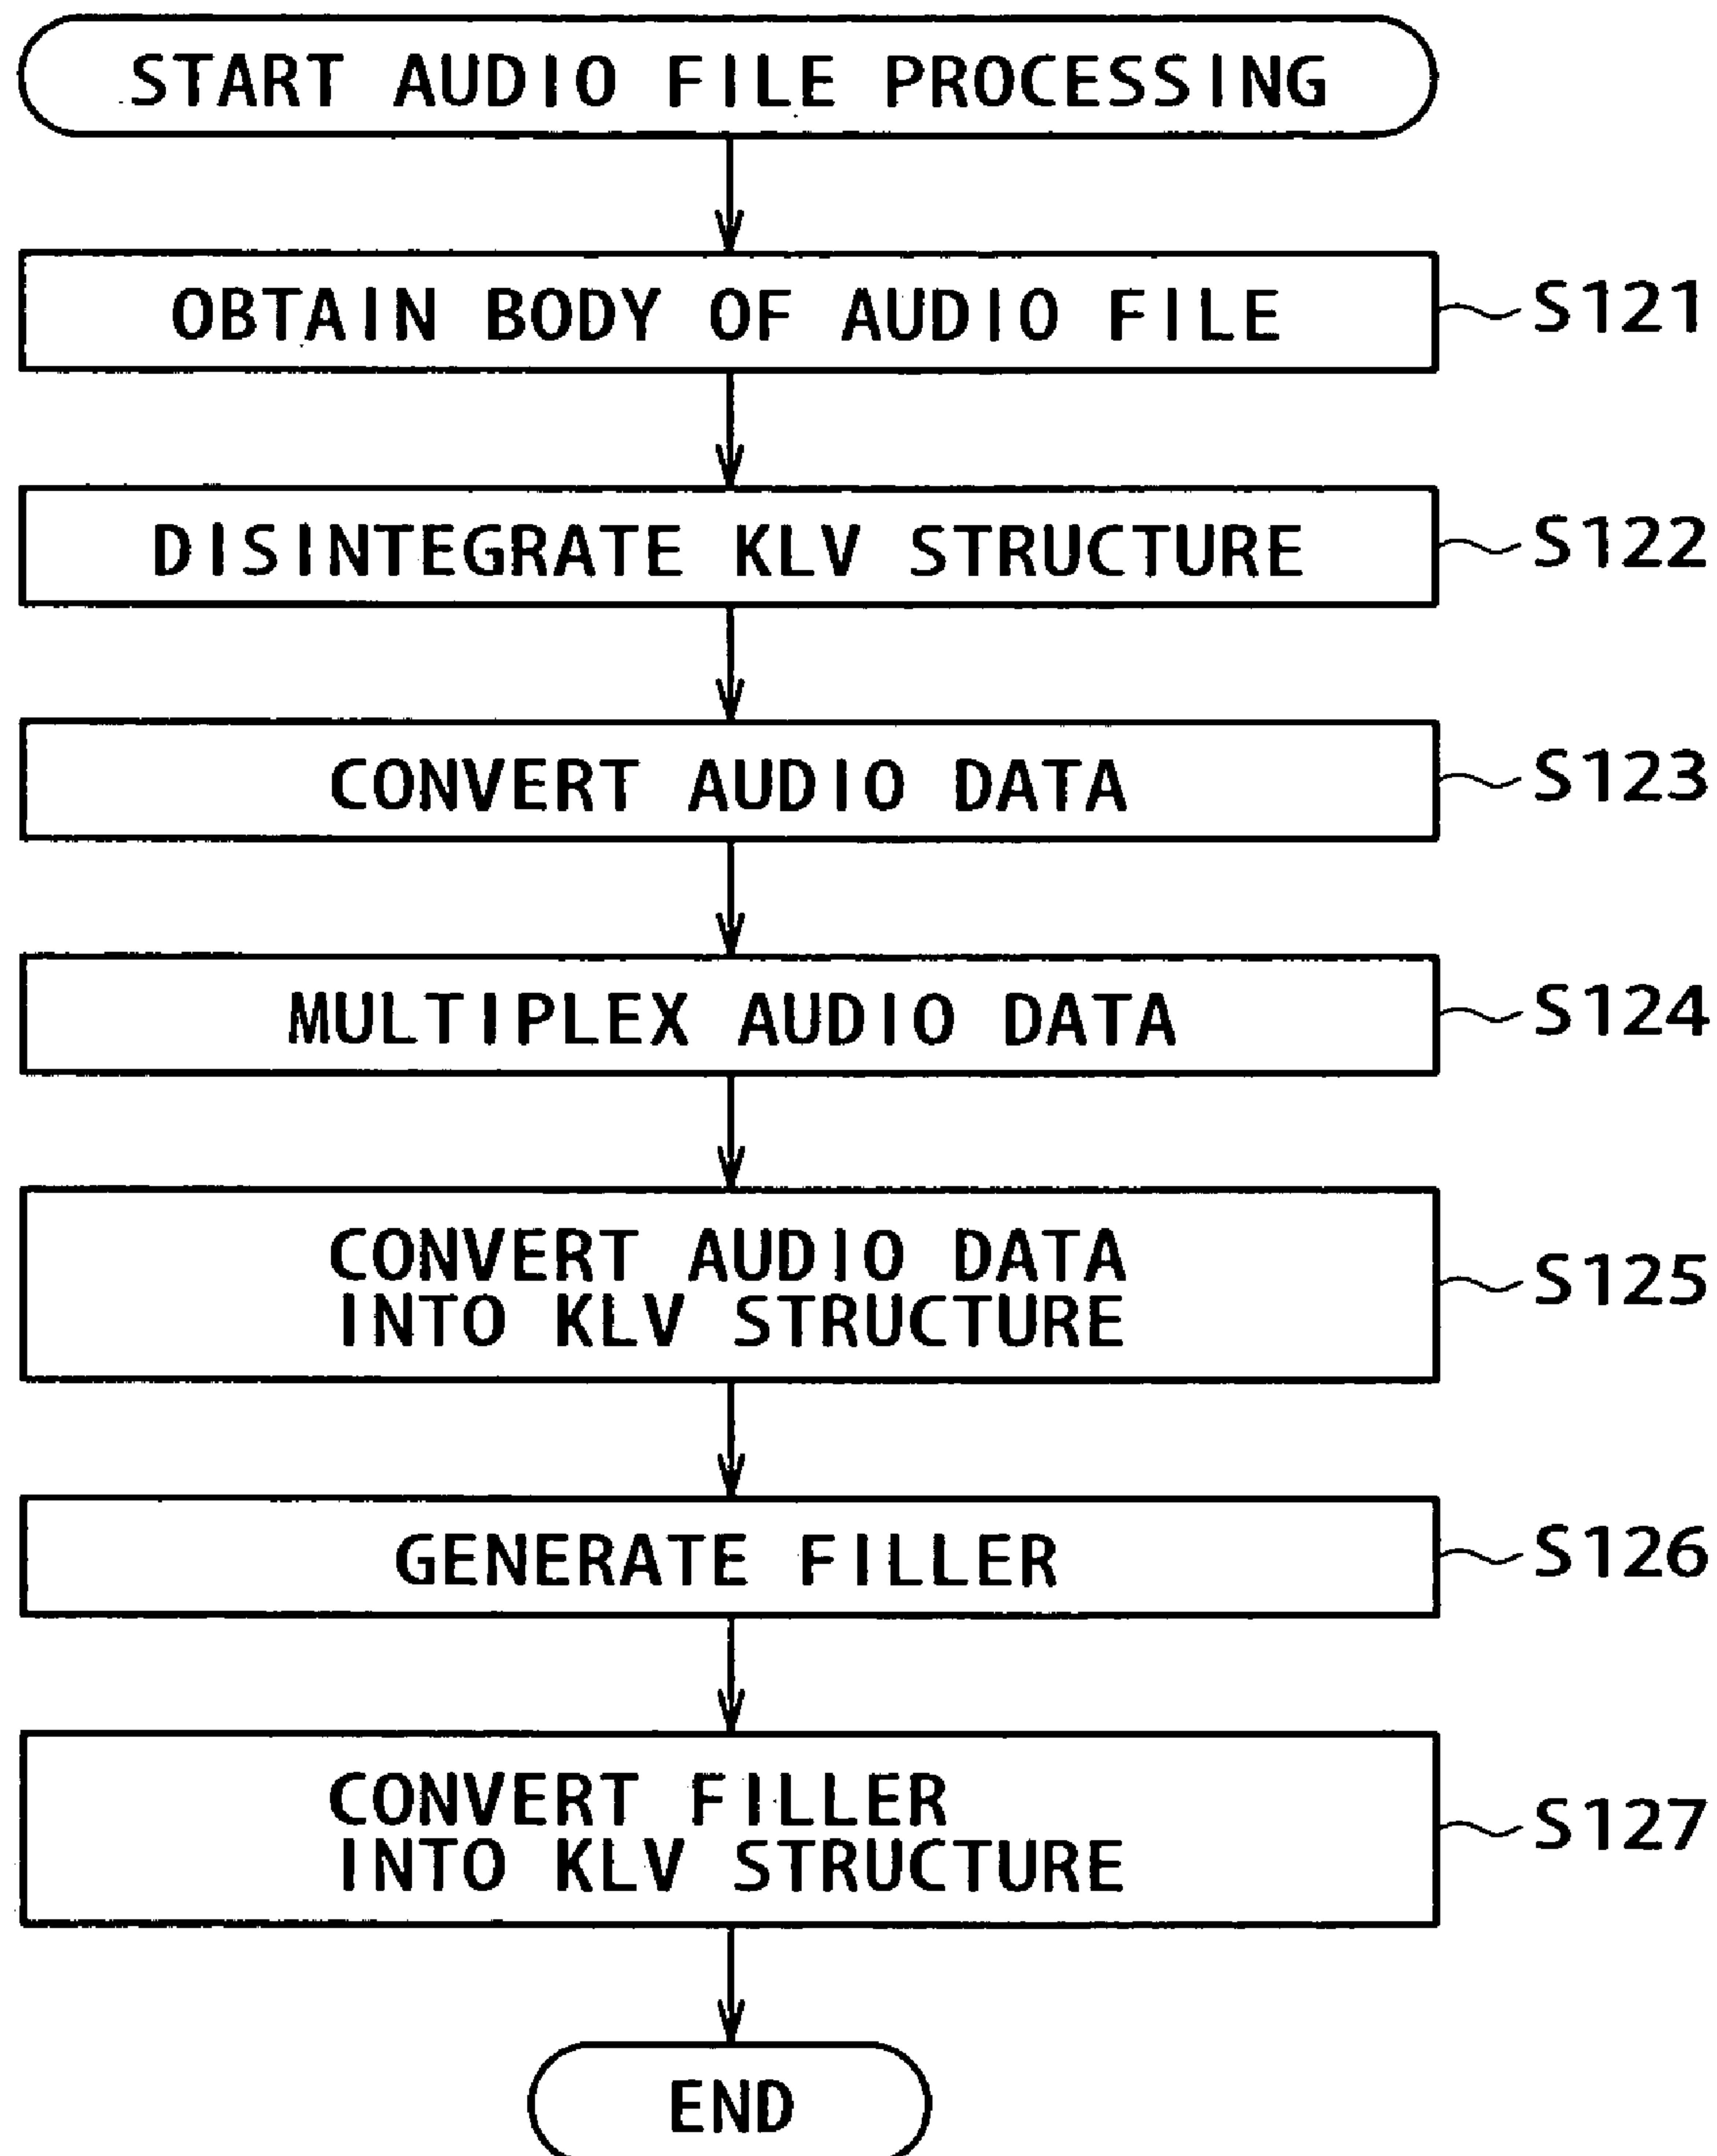 START AUDIO FILE PROCESSING
OBTAIN BODY OF AUDIO FILE
S121
DISINTEGRATE KLV STRUCTURE
S122
CONVERT AUDIO DATA
S123
MULTIPLEX AUDIO DATA
S124
CONVERT AUDIO DATA
INTO KLV STRUCTURE
S125
GENERATE FILLER
S126
CONVERT FILLER
INTO KLV STRUCTURE
S127
END